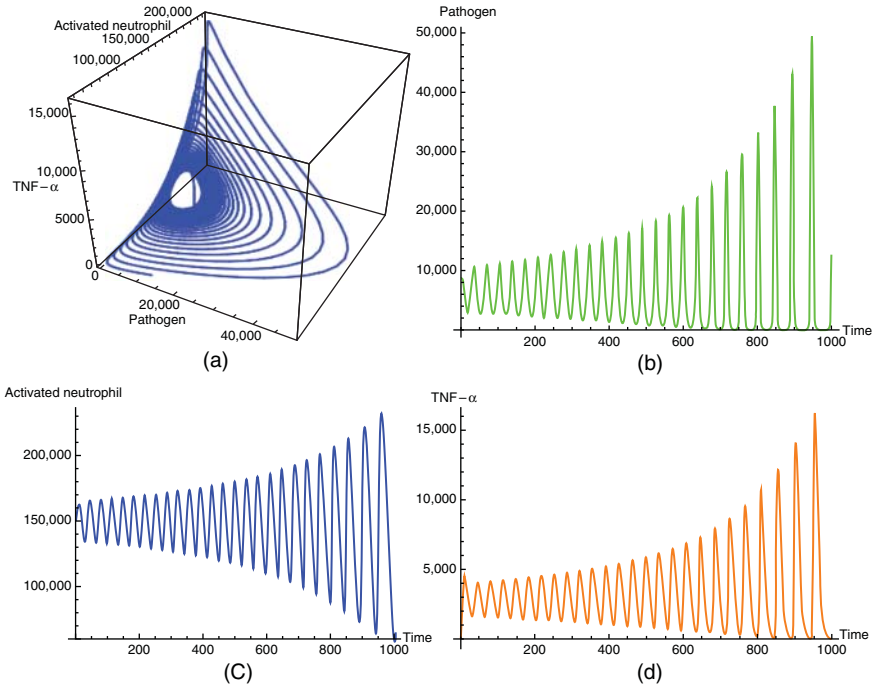 Activated neutrophil
200,000
150,000
100,000
15,000
10,000
TNF–α
5000
0
0
20,000
Pathogen
40,000
(a)
Pathogen
50,000
40,000
30,000
20,000
10,000
200 400 600 800 1000
Time
(b)
Activated neutrophil
200,000
150,000
100,000
200 400 600 800 1000
Time
(C)
TNF–α
15,000
10,000
5,000
200 400 600 800 1000
Time
(d)